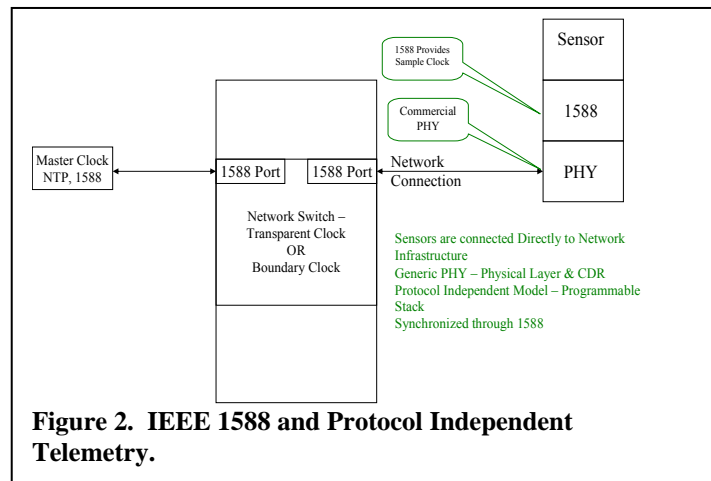 1588 Provides
Sample Clock
Sensor
1588
Commercial
PHY
PHY
Master Clock
NTP, 1588
1588 Port
1588 Port
Network
Connection
Network Switch –
Transparent Clock
OR
Boundary Clock
Sensors are connected Directly to Network
Infrastructure
Generic PHY – Physical Layer & CDR
Protocol Independent Model – Programmable
Stack
Synchronized through 1588
Figure 2. IEEE 1588 and Protocol Independent
Telemetry.